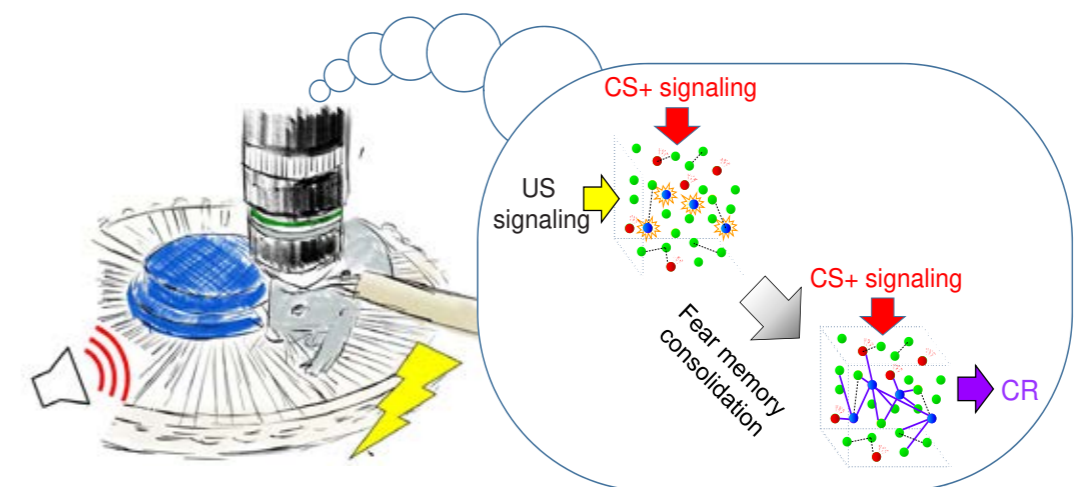 CS+ signaling
US
signaling
Fear memory
consolidation
CS+ signaling
CR